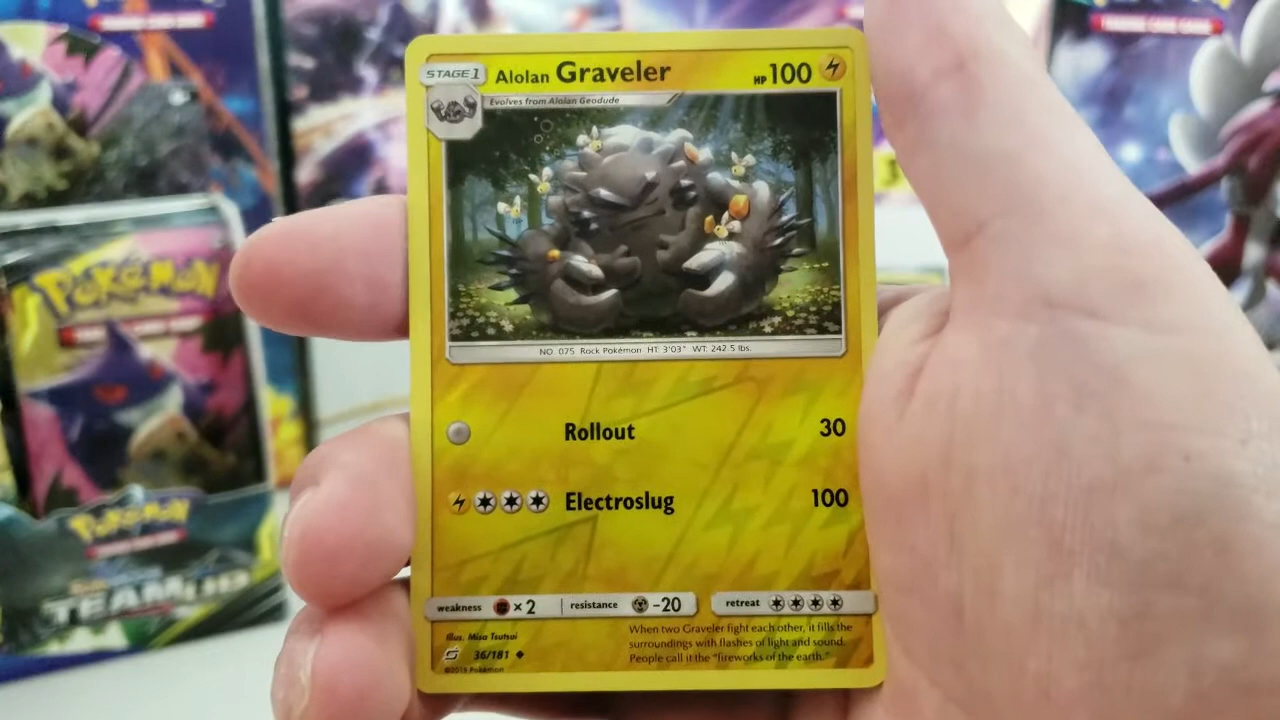 STAGE 1 Alolan Graveler HP 100
Evolves from Alolan Geodude
NO. 075 Rock Pokémon HT: 3'03" WT: 242.5 lbs.
Rollout 30
Electroslug 100
weakness ×2 resistance -20 retreat
Illus. Misa Tsutsui
36/181
©2019 Pokémon
When two Graveler fight each other, it fills the
surroundings with flashes of light and sound.
People call it the "fireworks of the earth."
POKéMON
POKéMON
TEAM UP